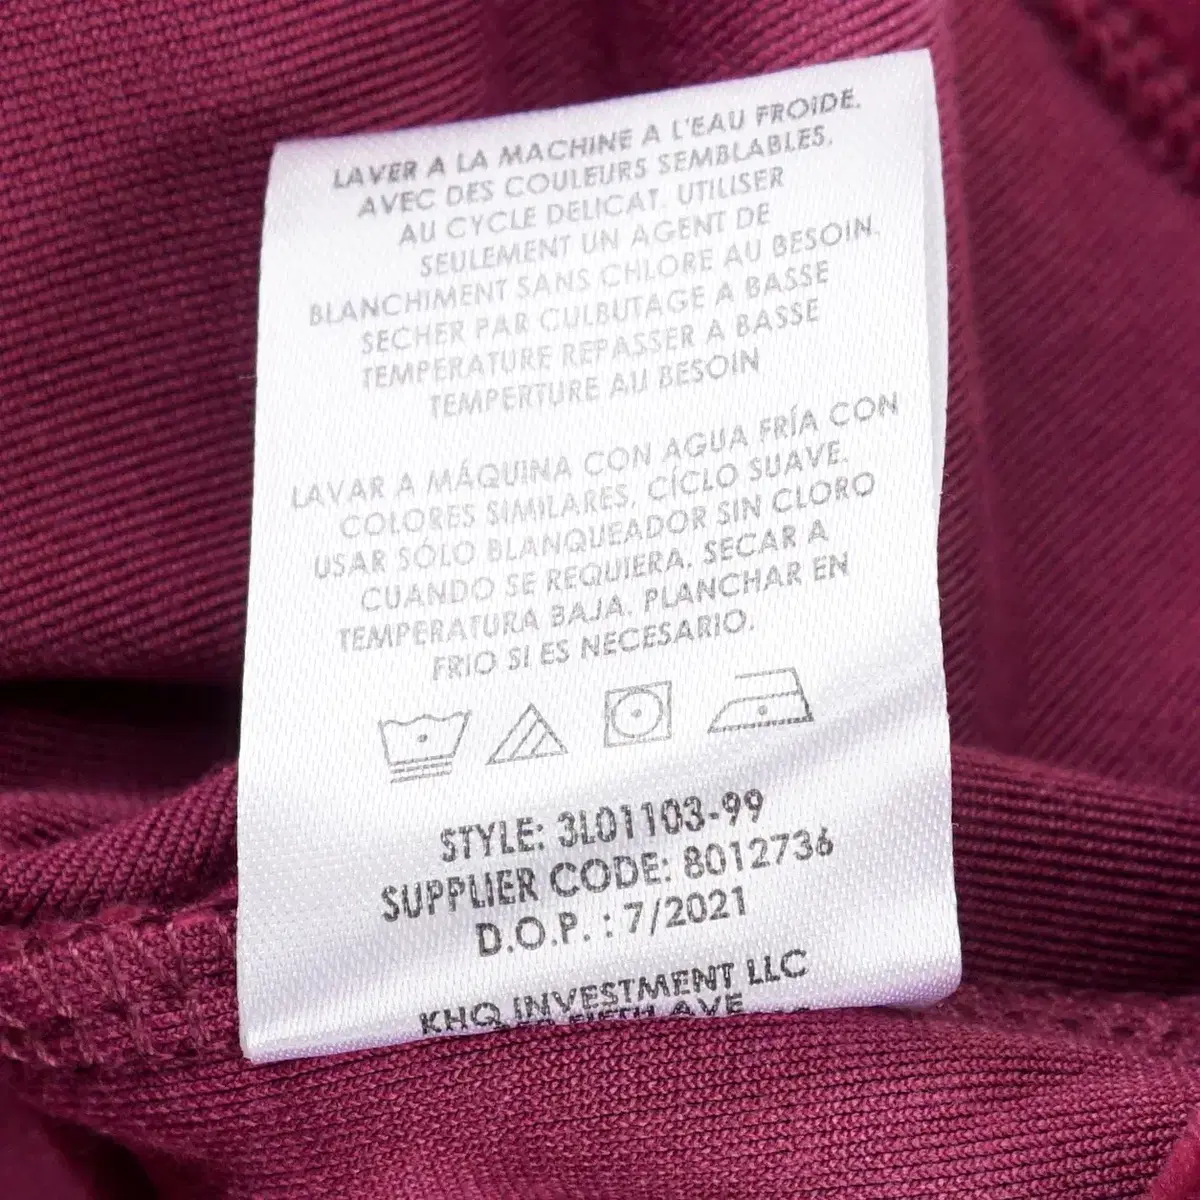 LAVER A LA MACHINE A L'EAU FROIDE.
AVEC DES COULEURS SEMBLABLES.
AU CYCLE DELICAT. UTILISER
SEULEMENT UN AGENT DE
BLANCHIMENT SANS CHLORE AU BESOIN.
SECHER PAR CULBUTAGE A BASSE
TEMPERATURE REPASSER A BASSE
TEMPERTURE AU BESOIN
LAVAR A MÁQUINA CON AGUA FRÍA CON
COLORES SIMILARES, CÍCLO SUAVE.
USAR SÓLO BLANQUEADOR SIN CLORO
CUANDO SE REQUIERA. SECAR A
TEMPERATURA BAJA. PLANCHAR EN
FRIO SI ES NECESARIO.
STYLE: 3L01103-99
SUPPLIER CODE: 8012736
D.O.P. : 7/2021
KHQ INVESTMENT LLC
FIFTH AVE